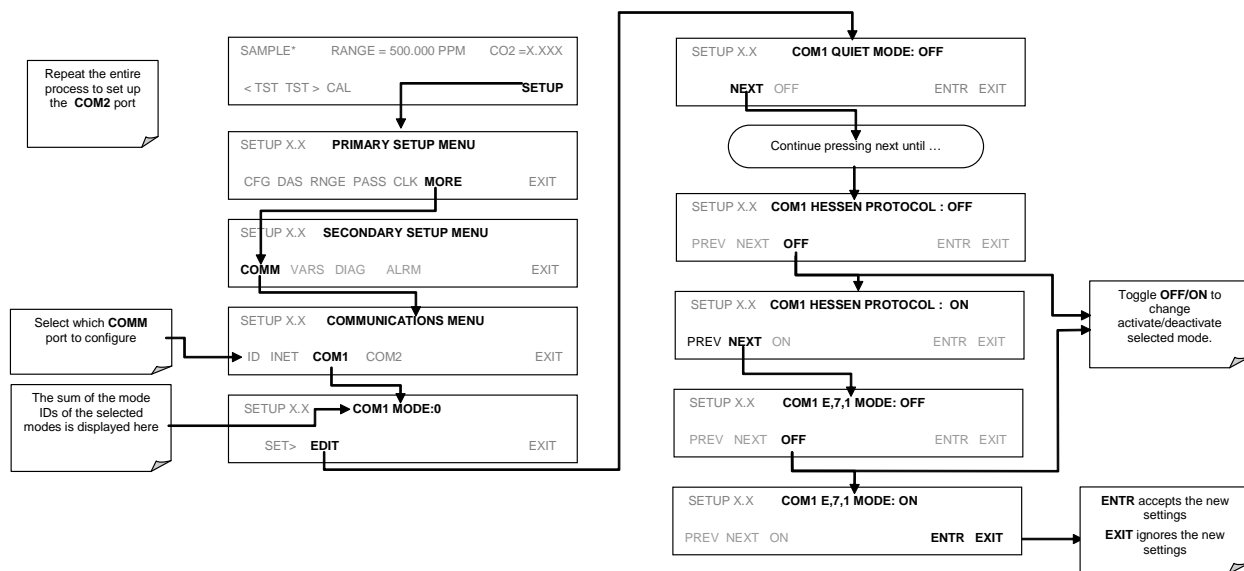 Repeat the entire
process to set up
the COM2 port
SAMPLE* RANGE = 500.000 PPM CO2 =X.XXX
< TST TST > CAL SETUP
SETUP X.X PRIMARY SETUP MENU
CFG DAS RNGE PASS CLK MORE EXIT
SETUP X.X SECONDARY SETUP MENU
COMM VARS DIAG ALRM EXIT
Select which COMM
port to configure
SETUP X.X COMMUNICATIONS MENU
ID INET COM1 COM2 EXIT
The sum of the mode
IDs of the selected
modes is displayed here
SETUP X.X COM1 MODE:0
SET> EDIT EXIT
SETUP X.X COM1 QUIET MODE: OFF
NEXT OFF ENTR EXIT
Continue pressing next until …
SETUP X.X COM1 HESSEN PROTOCOL : OFF
PREV NEXT OFF ENTR EXIT
SETUP X.X COM1 HESSEN PROTOCOL : ON
PREV NEXT ON ENTR EXIT
Toggle OFF/ON to
change
activate/deactivate
selected mode.
SETUP X.X COM1 E,7,1 MODE: OFF
PREV NEXT OFF ENTR EXIT
SETUP X.X COM1 E,7,1 MODE: ON
PREV NEXT ON ENTR EXIT
ENTR accepts the new
settings
EXIT ignores the new
settings